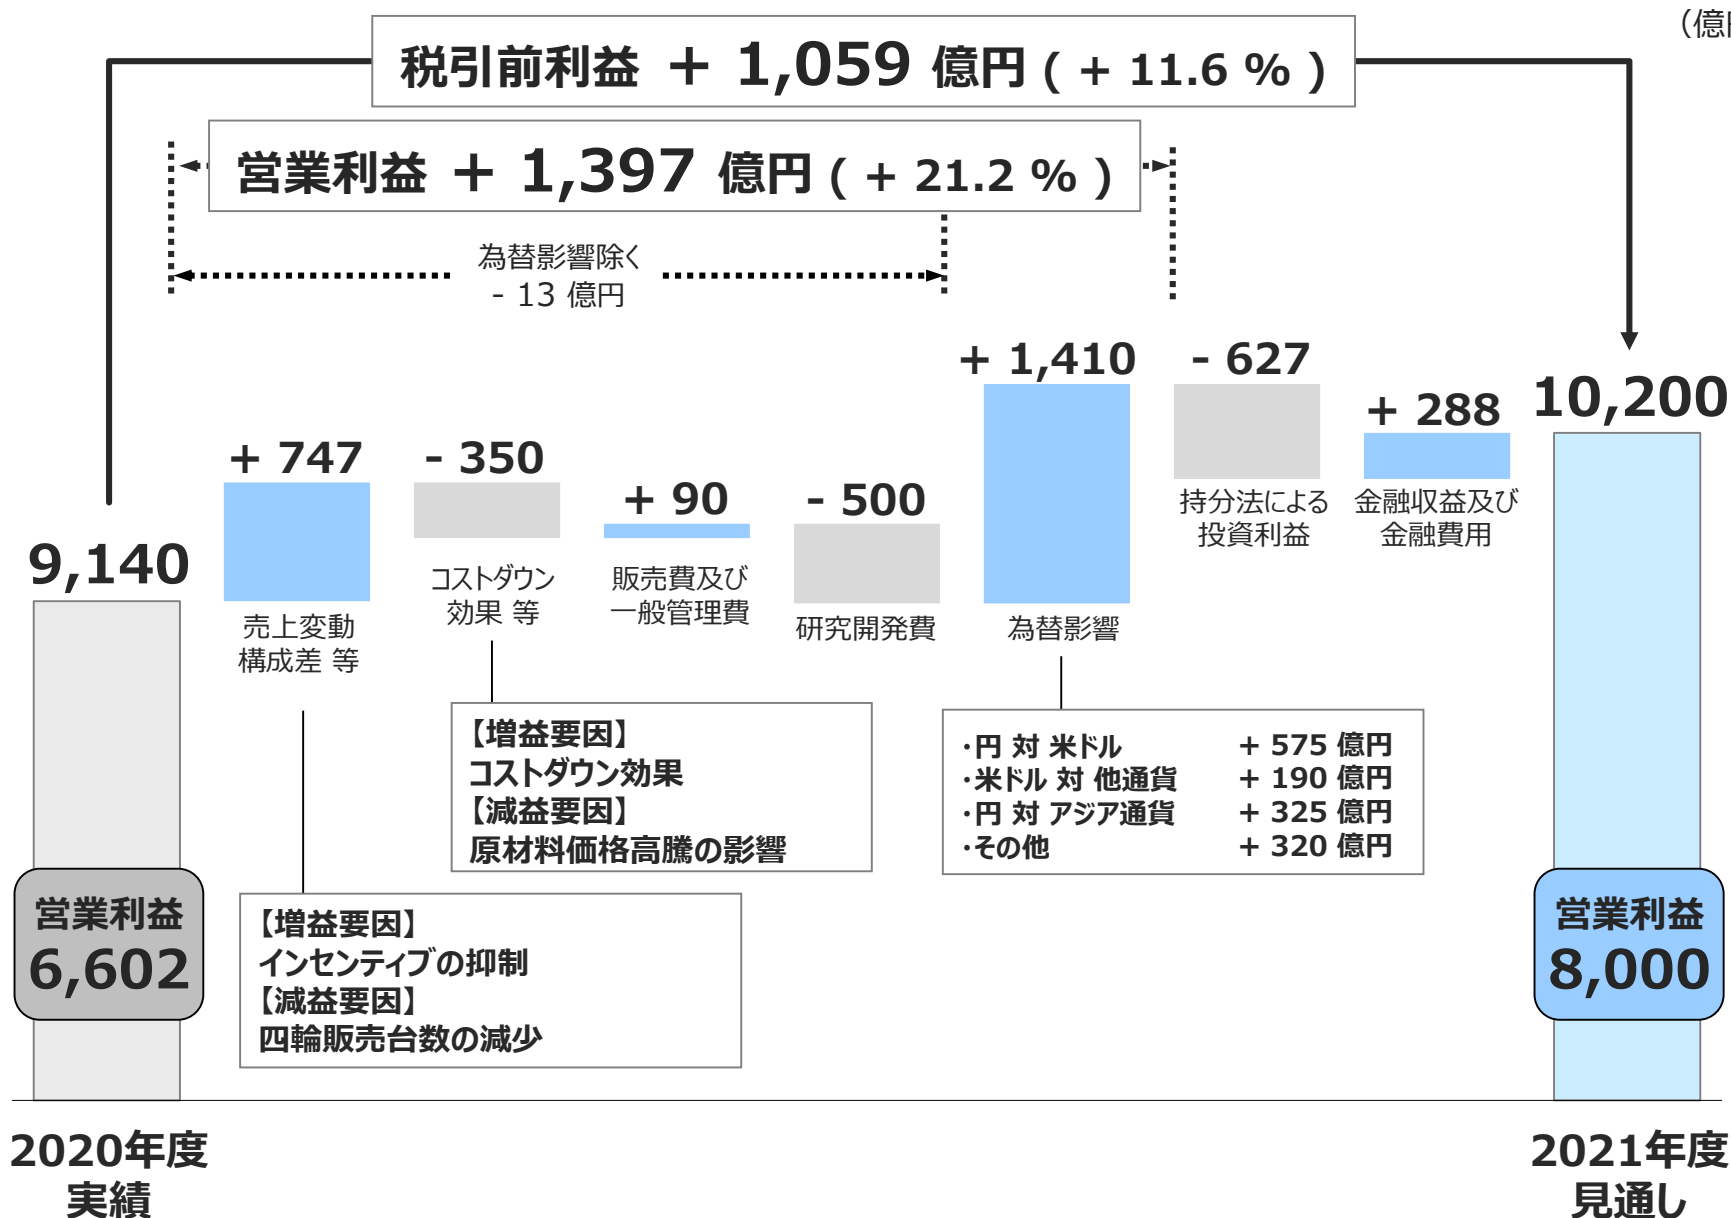 (億
税引前利益 + 1,059 億円 ( + 11.6 % )
営業利益 + 1,397 億円 ( + 21.2 % )
為替影響除く
- 13 億円
9,140
+ 747
売上変動
構成差 等
- 350
コストダウン
効果 等
+ 90
販売費及び
一般管理費
- 500
研究開発費
+ 1,410
為替影響
- 627
持分法による
投資利益
+ 288
金融収益及び
金融費用
10,200
【増益要因】
コストダウン効果
【減益要因】
原材料価格高騰の影響
・円 対 米ドル + 575 億円
・米ドル 対 他通貨 + 190 億円
・円 対 アジア通貨 + 325 億円
・その他 + 320 億円
営業利益
6,602
【増益要因】
インセンティブの抑制
【減益要因】
四輪販売台数の減少
営業利益
8,000
2020年度
実績
2021年度
見通し